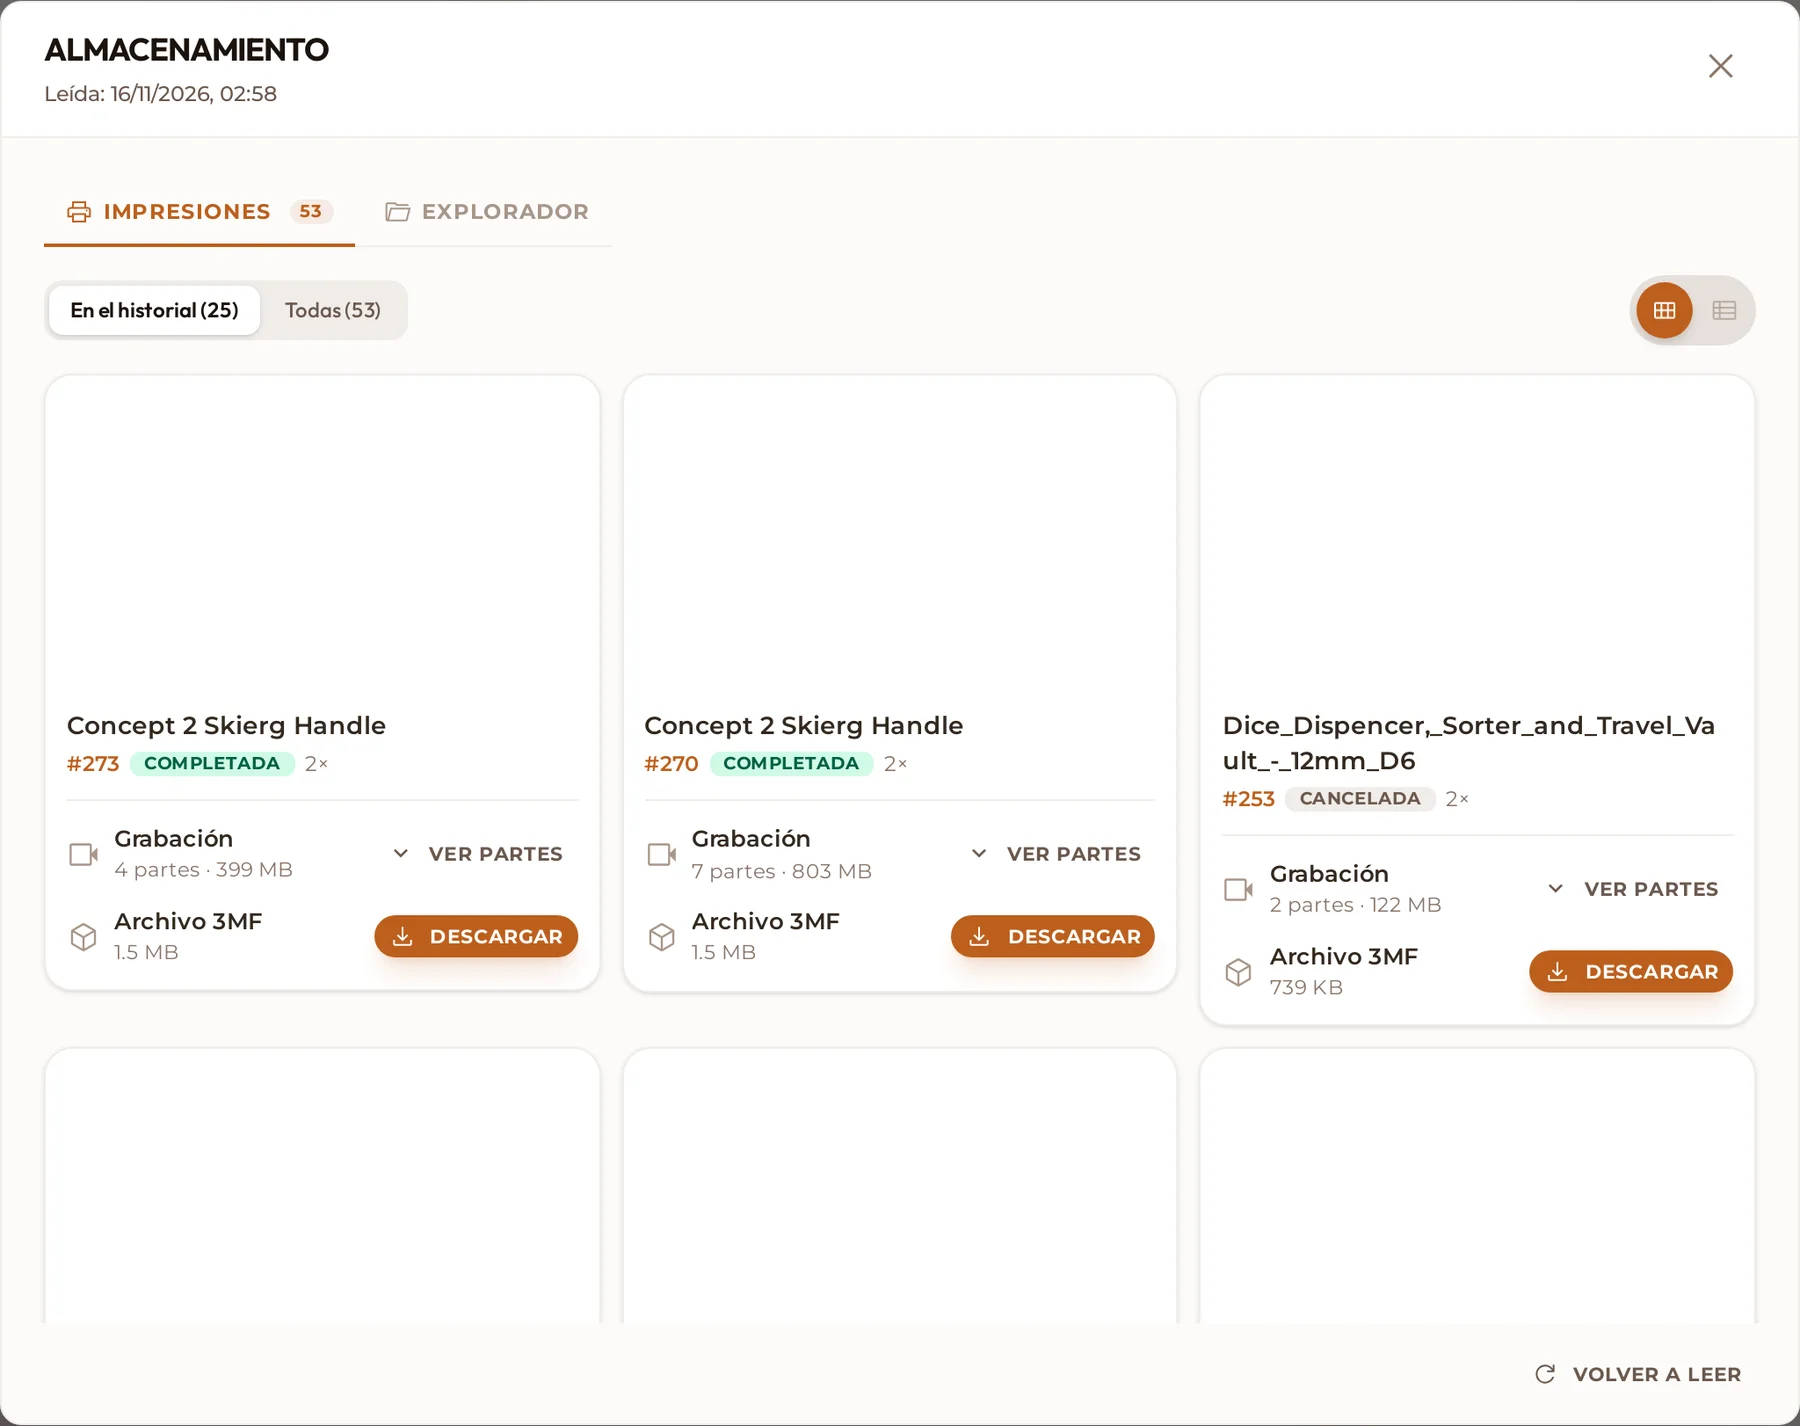 ALMACENAMIENTO
Leída: 16/11/2026, 02:58
IMPRESIONES 53
EXPLORADOR
En el historial (25)
Todas (53)
Concept 2 Skierg Handle
#273 COMPLETADA 2×
Grabación
4 partes · 399 MB
VER PARTES
Archivo 3MF
1.5 MB
DESCARGAR
Concept 2 Skierg Handle
#270 COMPLETADA 2×
Grabación
7 partes · 803 MB
VER PARTES
Archivo 3MF
1.5 MB
DESCARGAR
Dice_Dispencer,_Sorter_and_Travel_Va
ult_-_12mm_D6
#253 CANCELADA 2×
Grabación
2 partes · 122 MB
VER PARTES
Archivo 3MF
739 KB
DESCARGAR
VOLVER A LEER